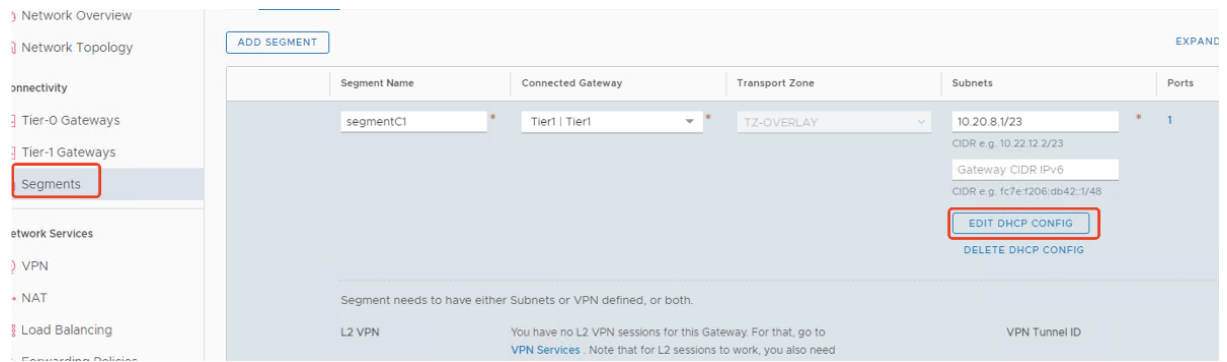 Network Overview
Network Topology
ADD SEGMENT
EXPAND
Segment Name Connected Gateway Transport Zone Subnets Ports
onnectivity
segmentC1 * Tier1 | Tier1 * TZ-OVERLAY 10.20.8.1/23 * 1
Tier-0 Gateways
CIDR e.g. 10.22.12.2/23
Tier-1 Gateways
Gateway CIDR IPv6
Segments
CIDR e.g. fc7e:f206:db42::1/48
EDIT DHCP CONFIG
etwork Services
DELETE DHCP CONFIG
VPN
NAT
Segment needs to have either Subnets or VPN defined, or both.
Load Balancing
L2 VPN You have no L2 VPN sessions for this Gateway. For that, go to VPN Tunnel ID
VPN Services . Note that for L2 sessions to work, you also need
Forwarding Policies